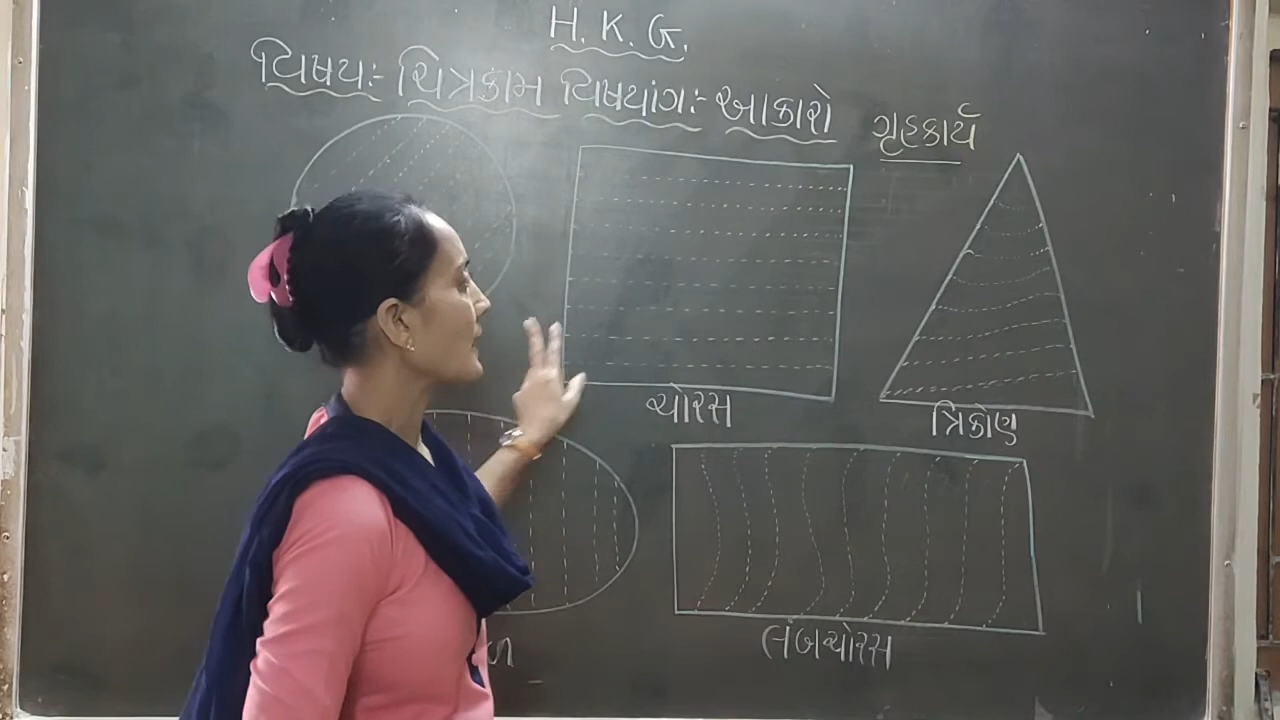 H. K. G.
વિષય:- ચિત્રકામ વિષયાંગ:- આકારો
ગૃહકાર્ય
ચોરસ
ત્રિકોણ
લંબચોરસ